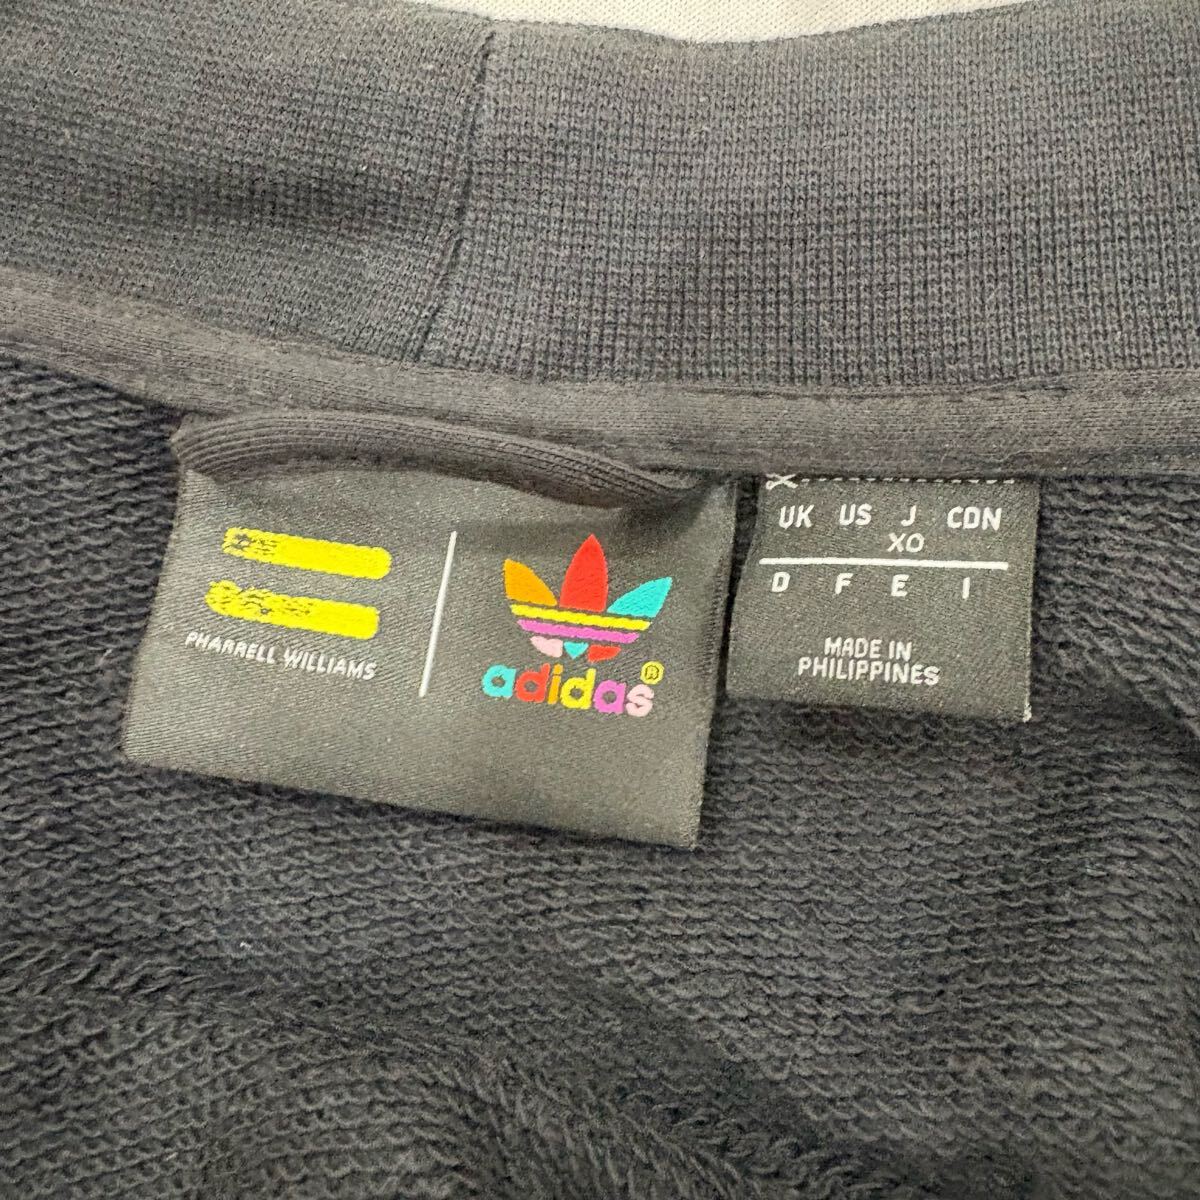 PHARRELL WILLIAMS
adidas®
UK US J CDN
XO
D F E I
MADE IN
PHILIPPINES